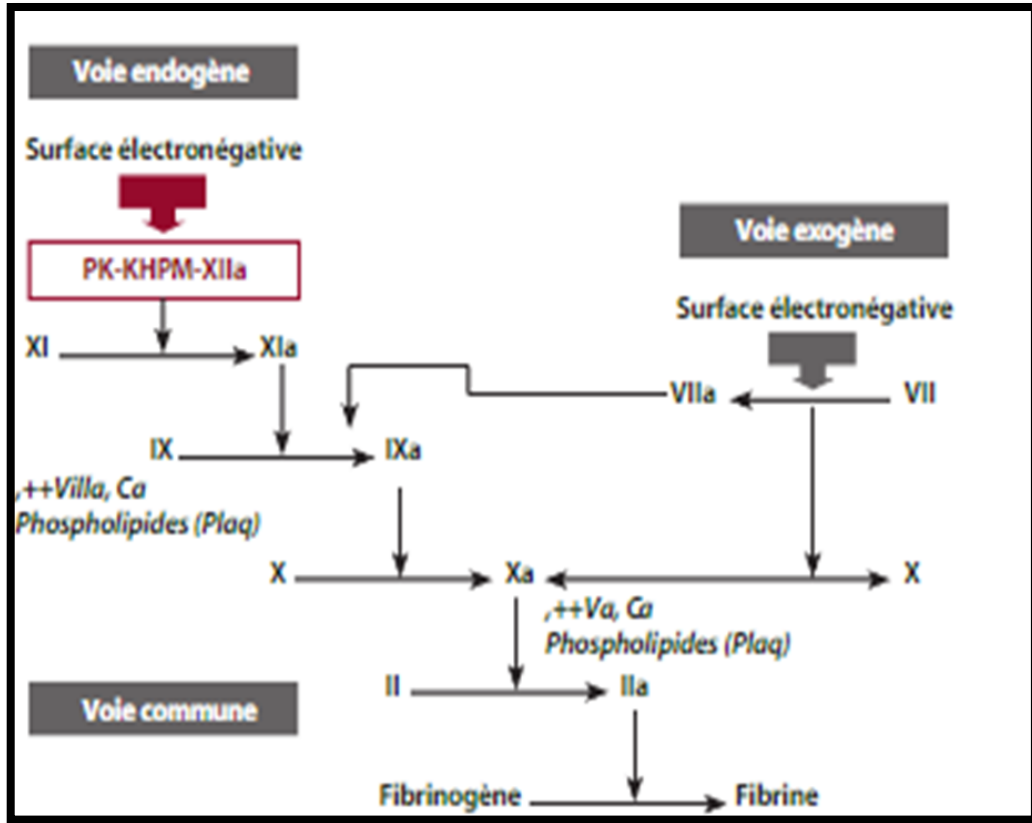 Voie endogène
Surface électronégative
PK-KHPM-XIIa
XI
XIa
Voie exogène
Surface électronégative
VIIa
VII
IX
IXa
,++Villa, Ca
Phospholipides (Plaq)
X
Xa
X
,++Va, Ca
Phospholipides (Plaq)
II
IIa
Voie commune
Fibrinogène
Fibrine